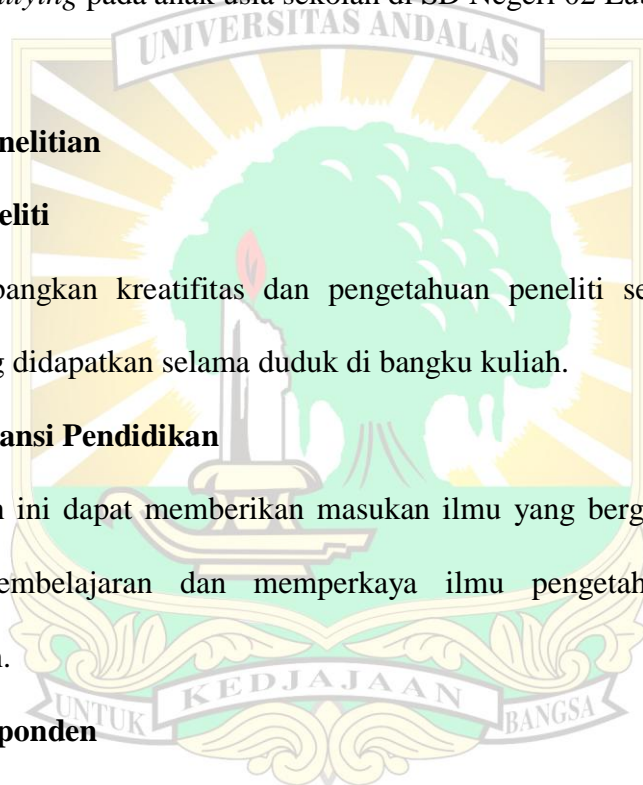 llying pada anak usia sekolah di SD Negeri 02
UNIVERSITAS ANDALAS
nelitian
eliti
bangkan kreatifitas dan pengetahuan peneliti se
g didapatkan selama duduk di bangku kuliah.
ansi Pendidikan
n ini dapat memberikan masukan ilmu yang berg
embelajaran dan memperkaya ilmu pengetah
n.
UNTUK KEDJAJAAN BANGSA
ponden